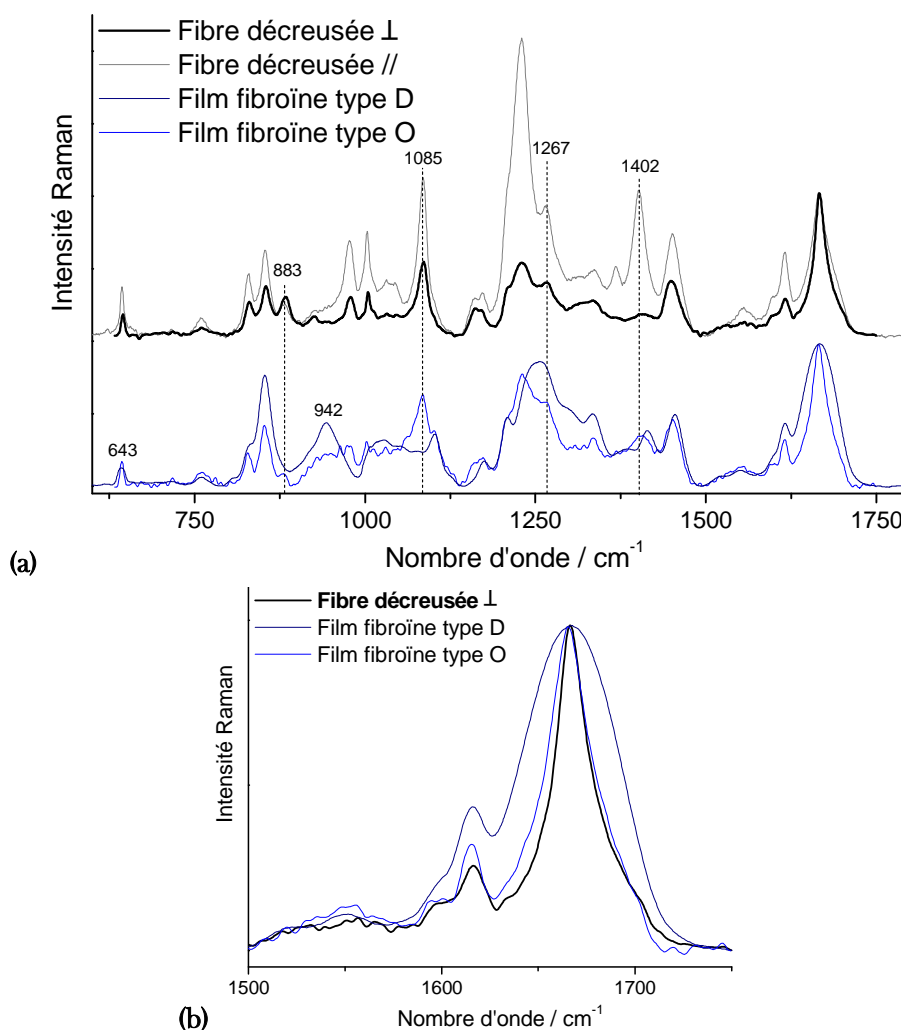 Fibre décreusée ⊥
Fibre décreusée //
Film fibroïne type D
Film fibroïne type O
1085
1267
1402
883
942
643
Intensité Raman
750
1000
1250
1500
1750
Nombre d'onde / cm-1
(a)
Fibre décreusée ⊥
Film fibroïne type D
Film fibroïne type O
Intensité Raman
1500
1600
1700
Nombre d'onde / cm-1
(b)